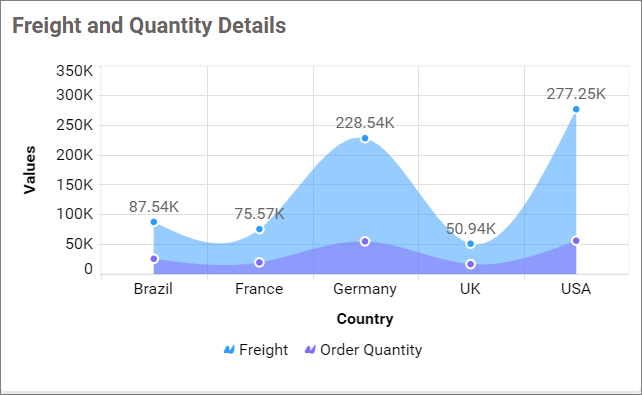 Freight and Quantity Details
350K
300K
250K
200K
150K
100K
50K
0
Values
87.54K
75.57K
228.54K
50.94K
277.25K
Brazil France Germany UK USA
Country
Freight Order Quantity